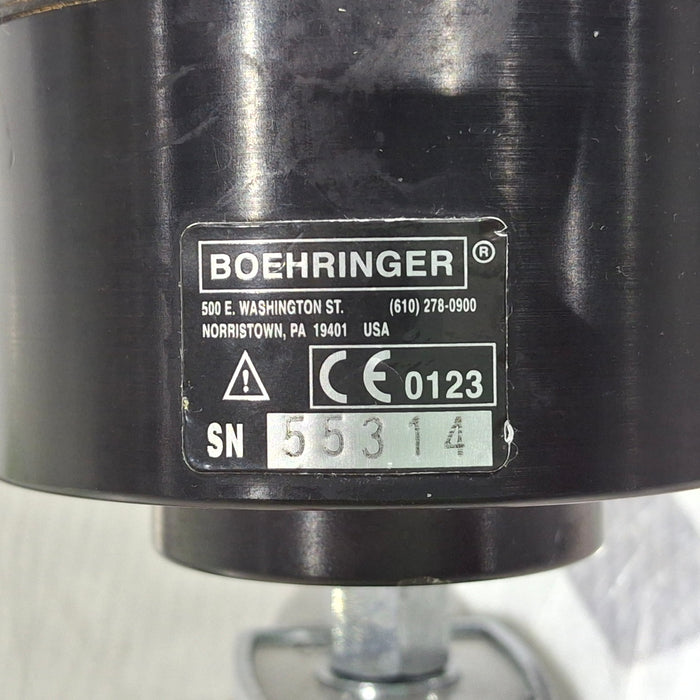 BOEHRINGER ®
500 E. WASHINGTON ST. (610) 278-0900
NORRISTOWN, PA 19401 USA
! CE 0123
SN 55314